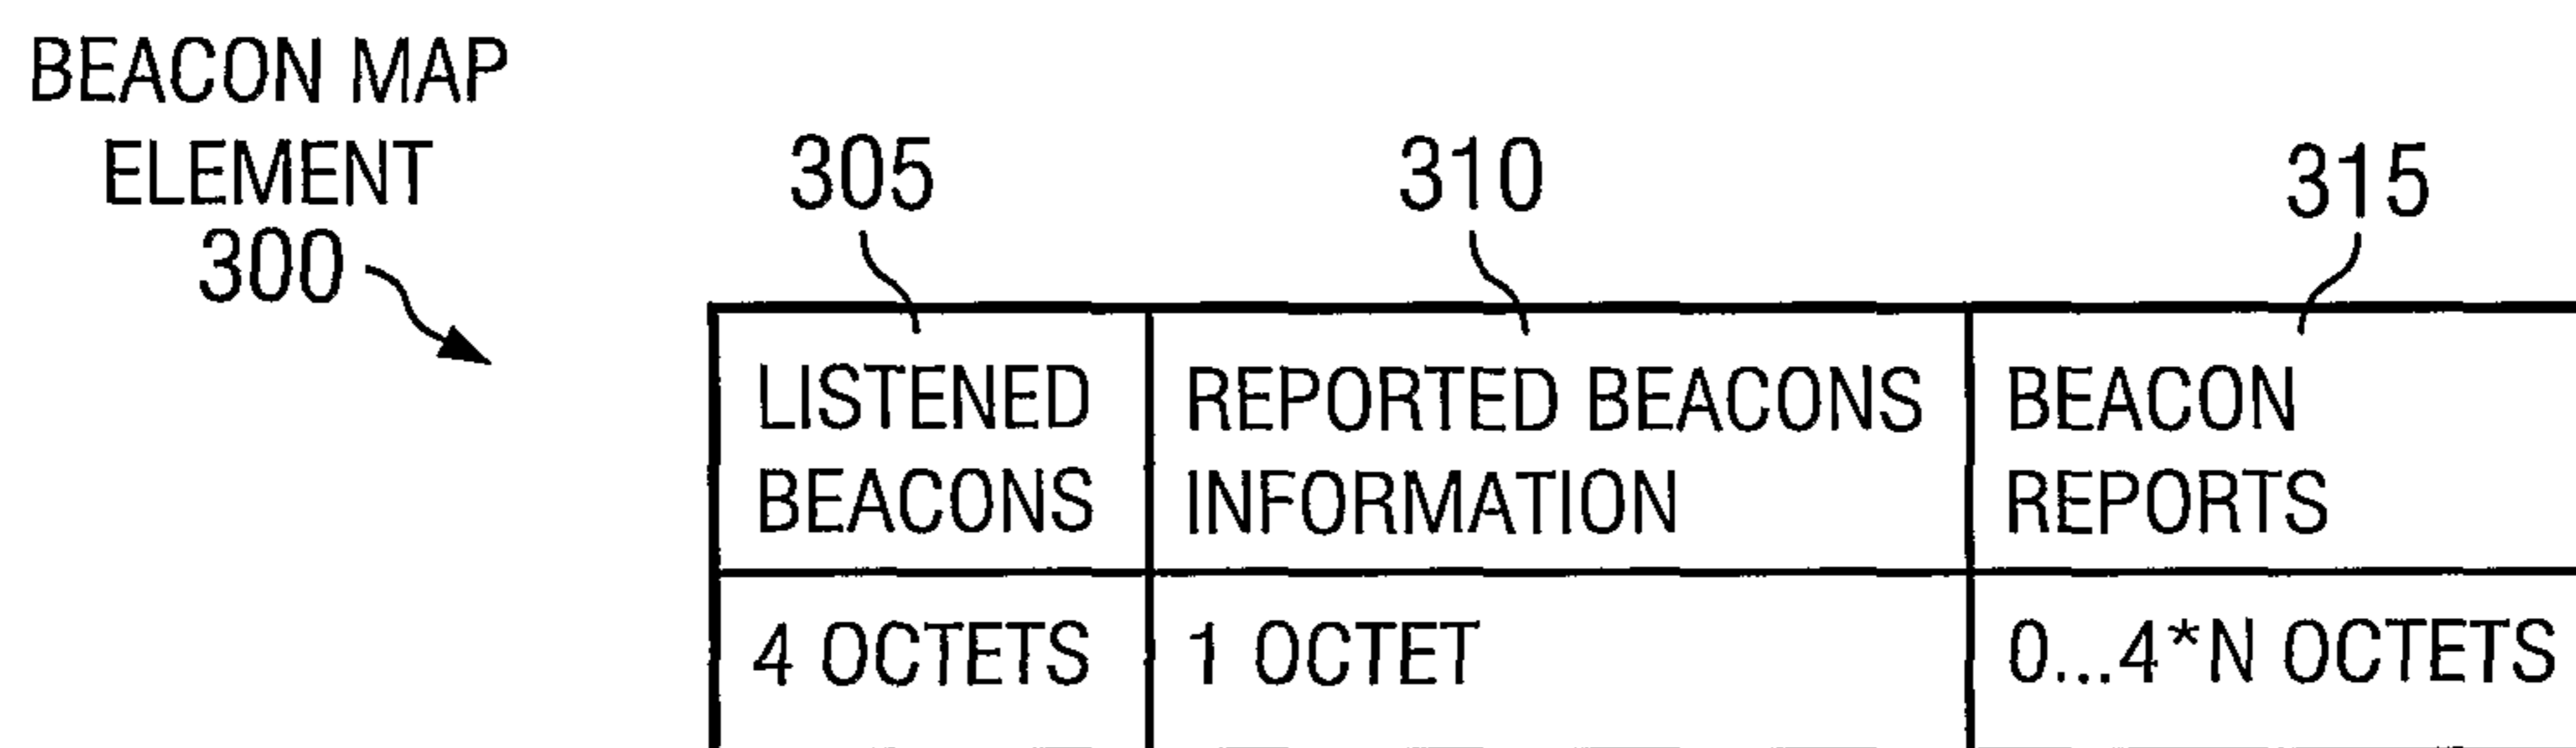 BEACON MAP
ELEMENT
300
305
310
315
LISTENED
BEACONS
REPORTED BEACONS
INFORMATION
BEACON
REPORTS
4 OCTETS
1 OCTET
0...4*N OCTETS